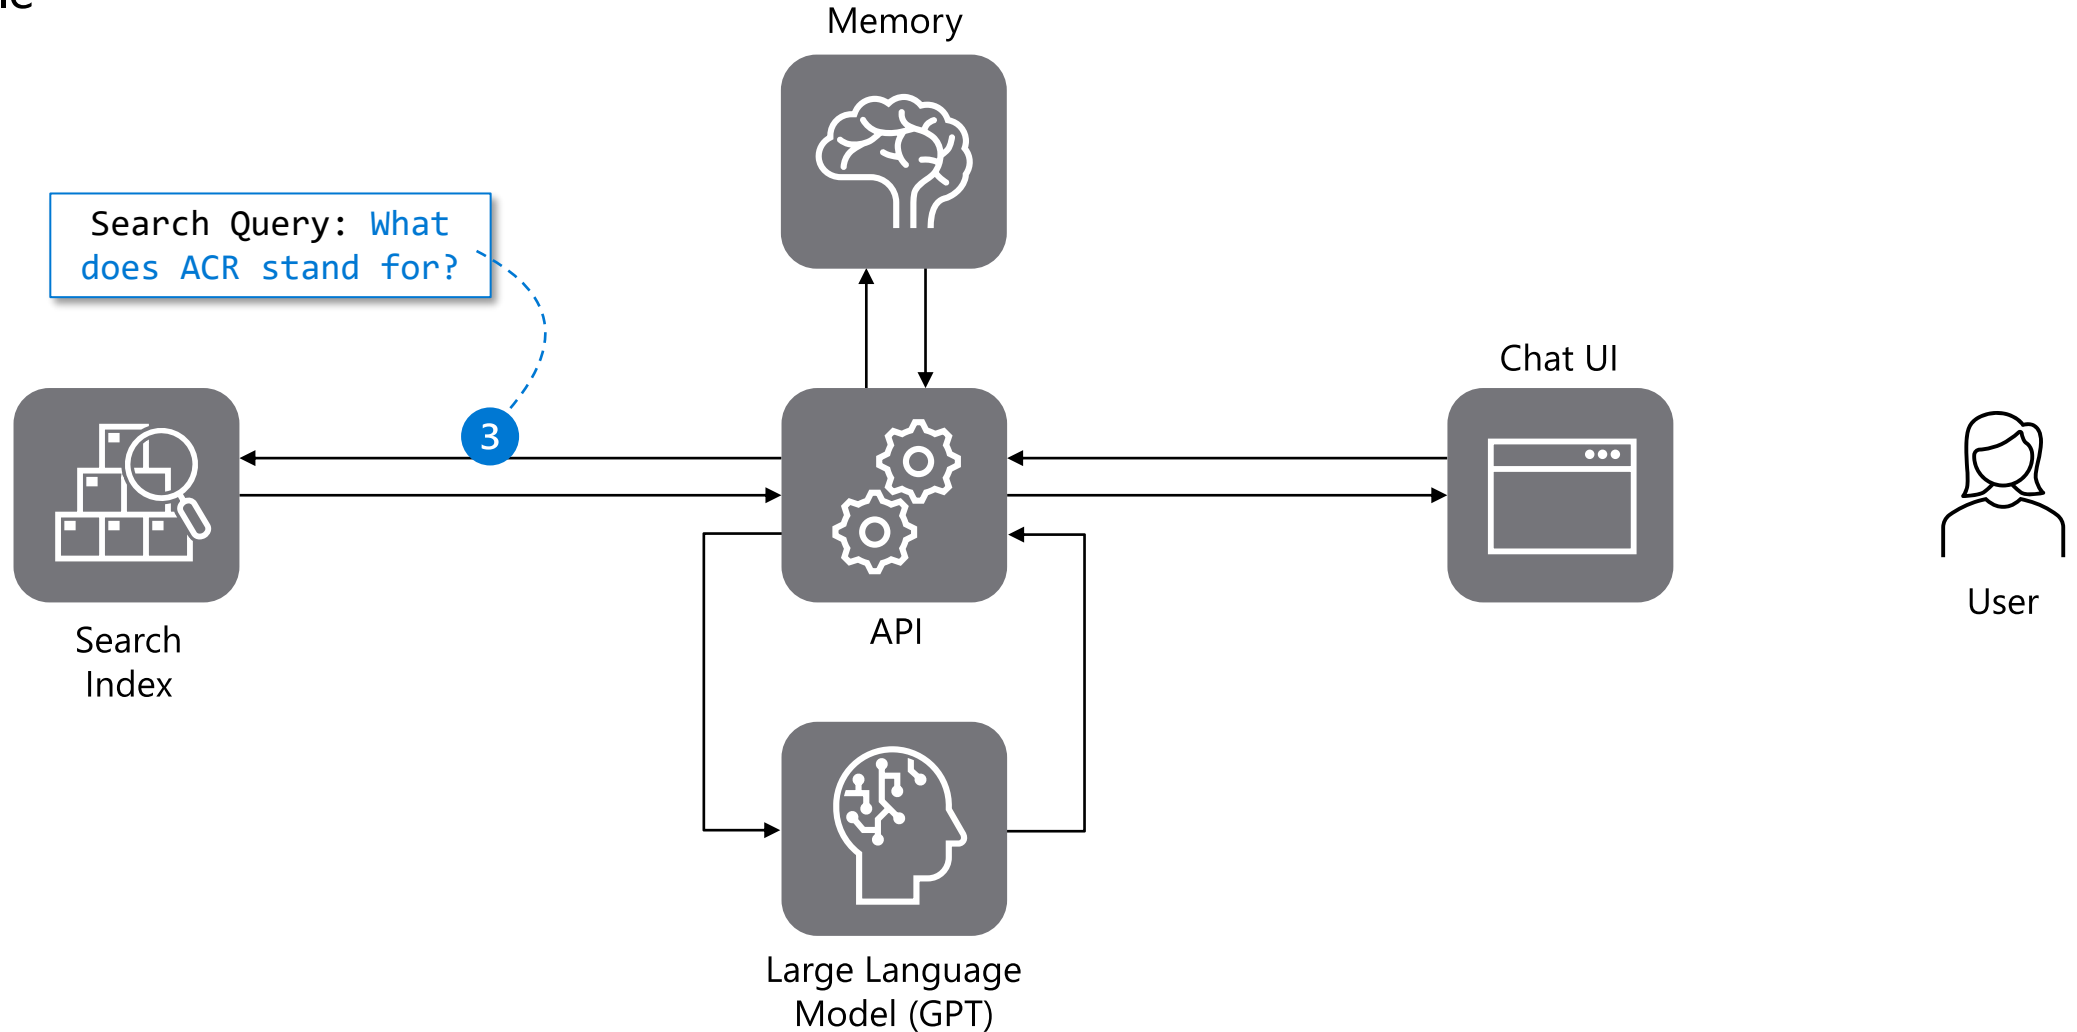 Memory
Search Query: What
does ACR stand for?
Chat UI
3
User
API
Search
Index
Large Language
Model (GPT)